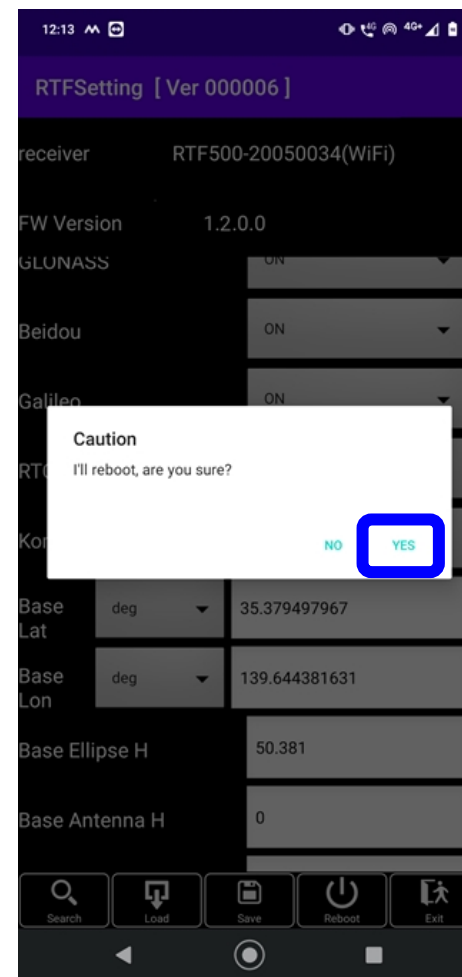 12:13
4G 4G+
RTFSetting [ Ver 000006 ]
receiver RTF500-20050034(WiFi)
FW Version 1.2.0.0
GLONASS ON
Beidou ON
Galileo ON
Caution
I'll reboot, are you sure?
NO YES
Base Lat deg 35.379497967
Base Lon deg 139.644381631
Base Ellipse H 50.381
Base Antenna H 0
Search Load Save Reboot Exit